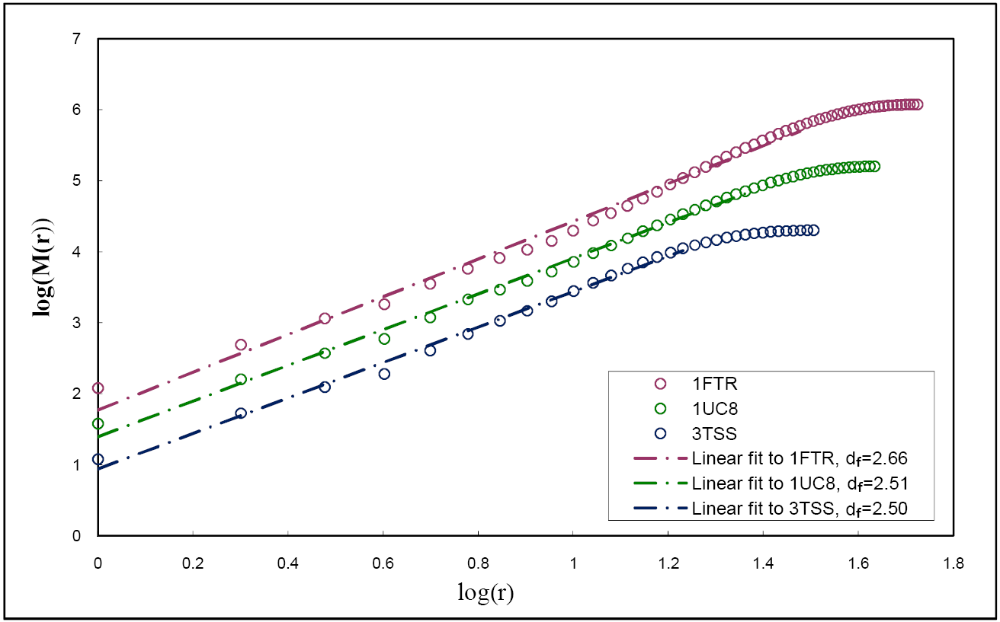 7
6
5
4
3
2
1
0
log(M(r))
0 0.2 0.4 0.6 0.8 1 1.2 1.4 1.6 1.8
log(r)
1FTR
1UC8
3TSS
Linear fit to 1FTR, df=2.66
Linear fit to 1UC8, df=2.51
Linear fit to 3TSS, df=2.50